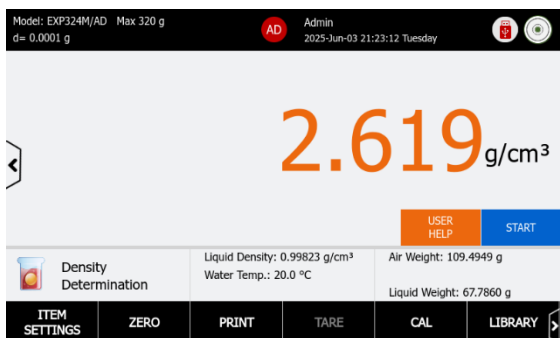 Model: EXP324M/AD Max 320 g
d= 0.0001 g
AD
Admin
2025-Jun-03 21:23:12 Tuesday
2.619 g/cm³
USER
HELP
START
Density
Determination
Liquid Density: 0.99823 g/cm³
Water Temp.: 20.0 °C
Air Weight: 109.4949 g
Liquid Weight: 67.7860 g
ITEM
SETTINGS
ZERO
PRINT
TARE
CAL
LIBRARY